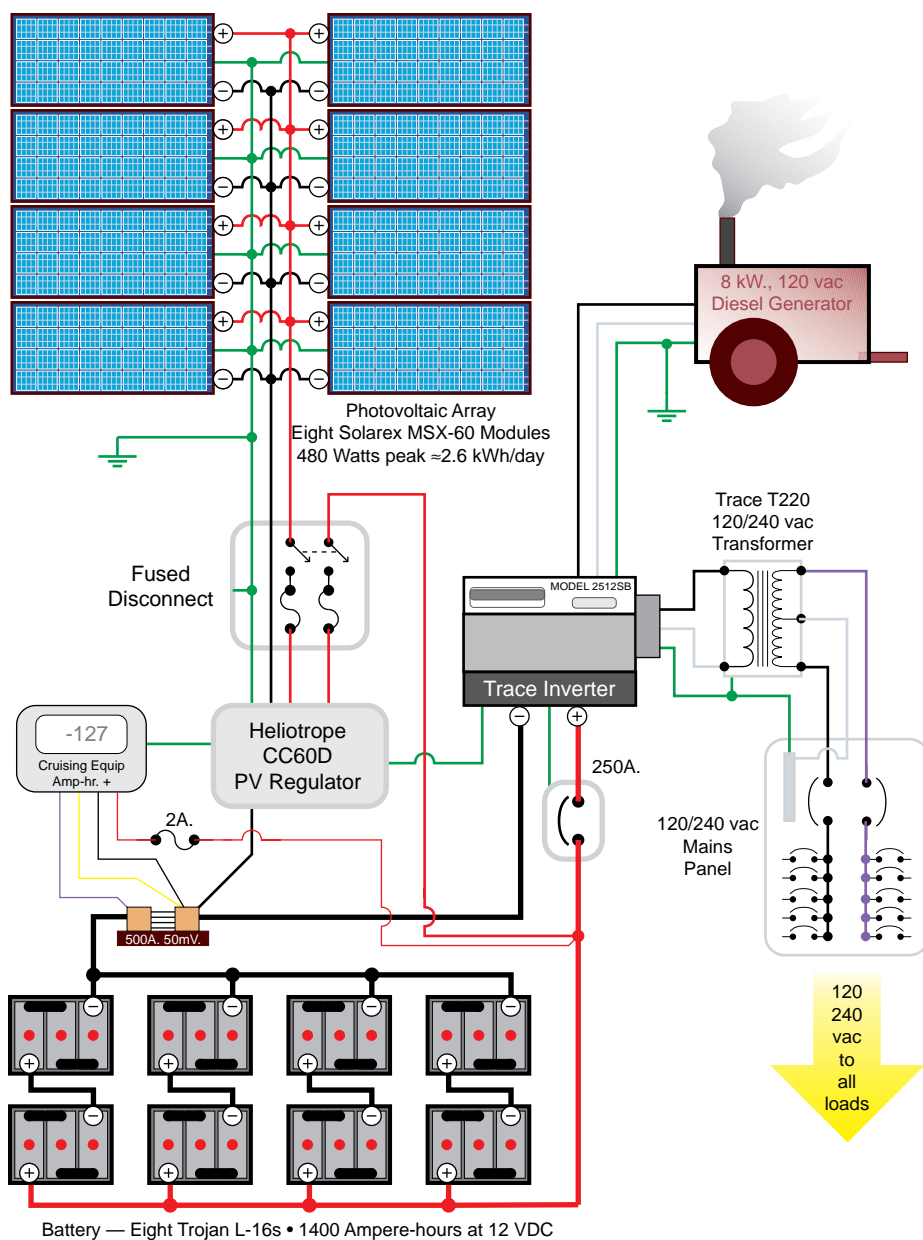 8 kW., 120 vac
Diesel Generator
Photovoltaic Array
Eight Solarex MSX-60 Modules
480 Watts peak ≈2.6 kWh/day
Trace T220
120/240 vac
Transformer
Fused
Disconnect
MODEL 2512SB
Trace Inverter
-127
Cruising Equip
Amp-hr. +
Heliotrope
CC60D
PV Regulator
250A.
2A.
120/240 vac
Mains
Panel
500A. 50mV.
120
240
vac
to
all
loads
Battery — Eight Trojan L-16s • 1400 Ampere-hours at 12 VDC